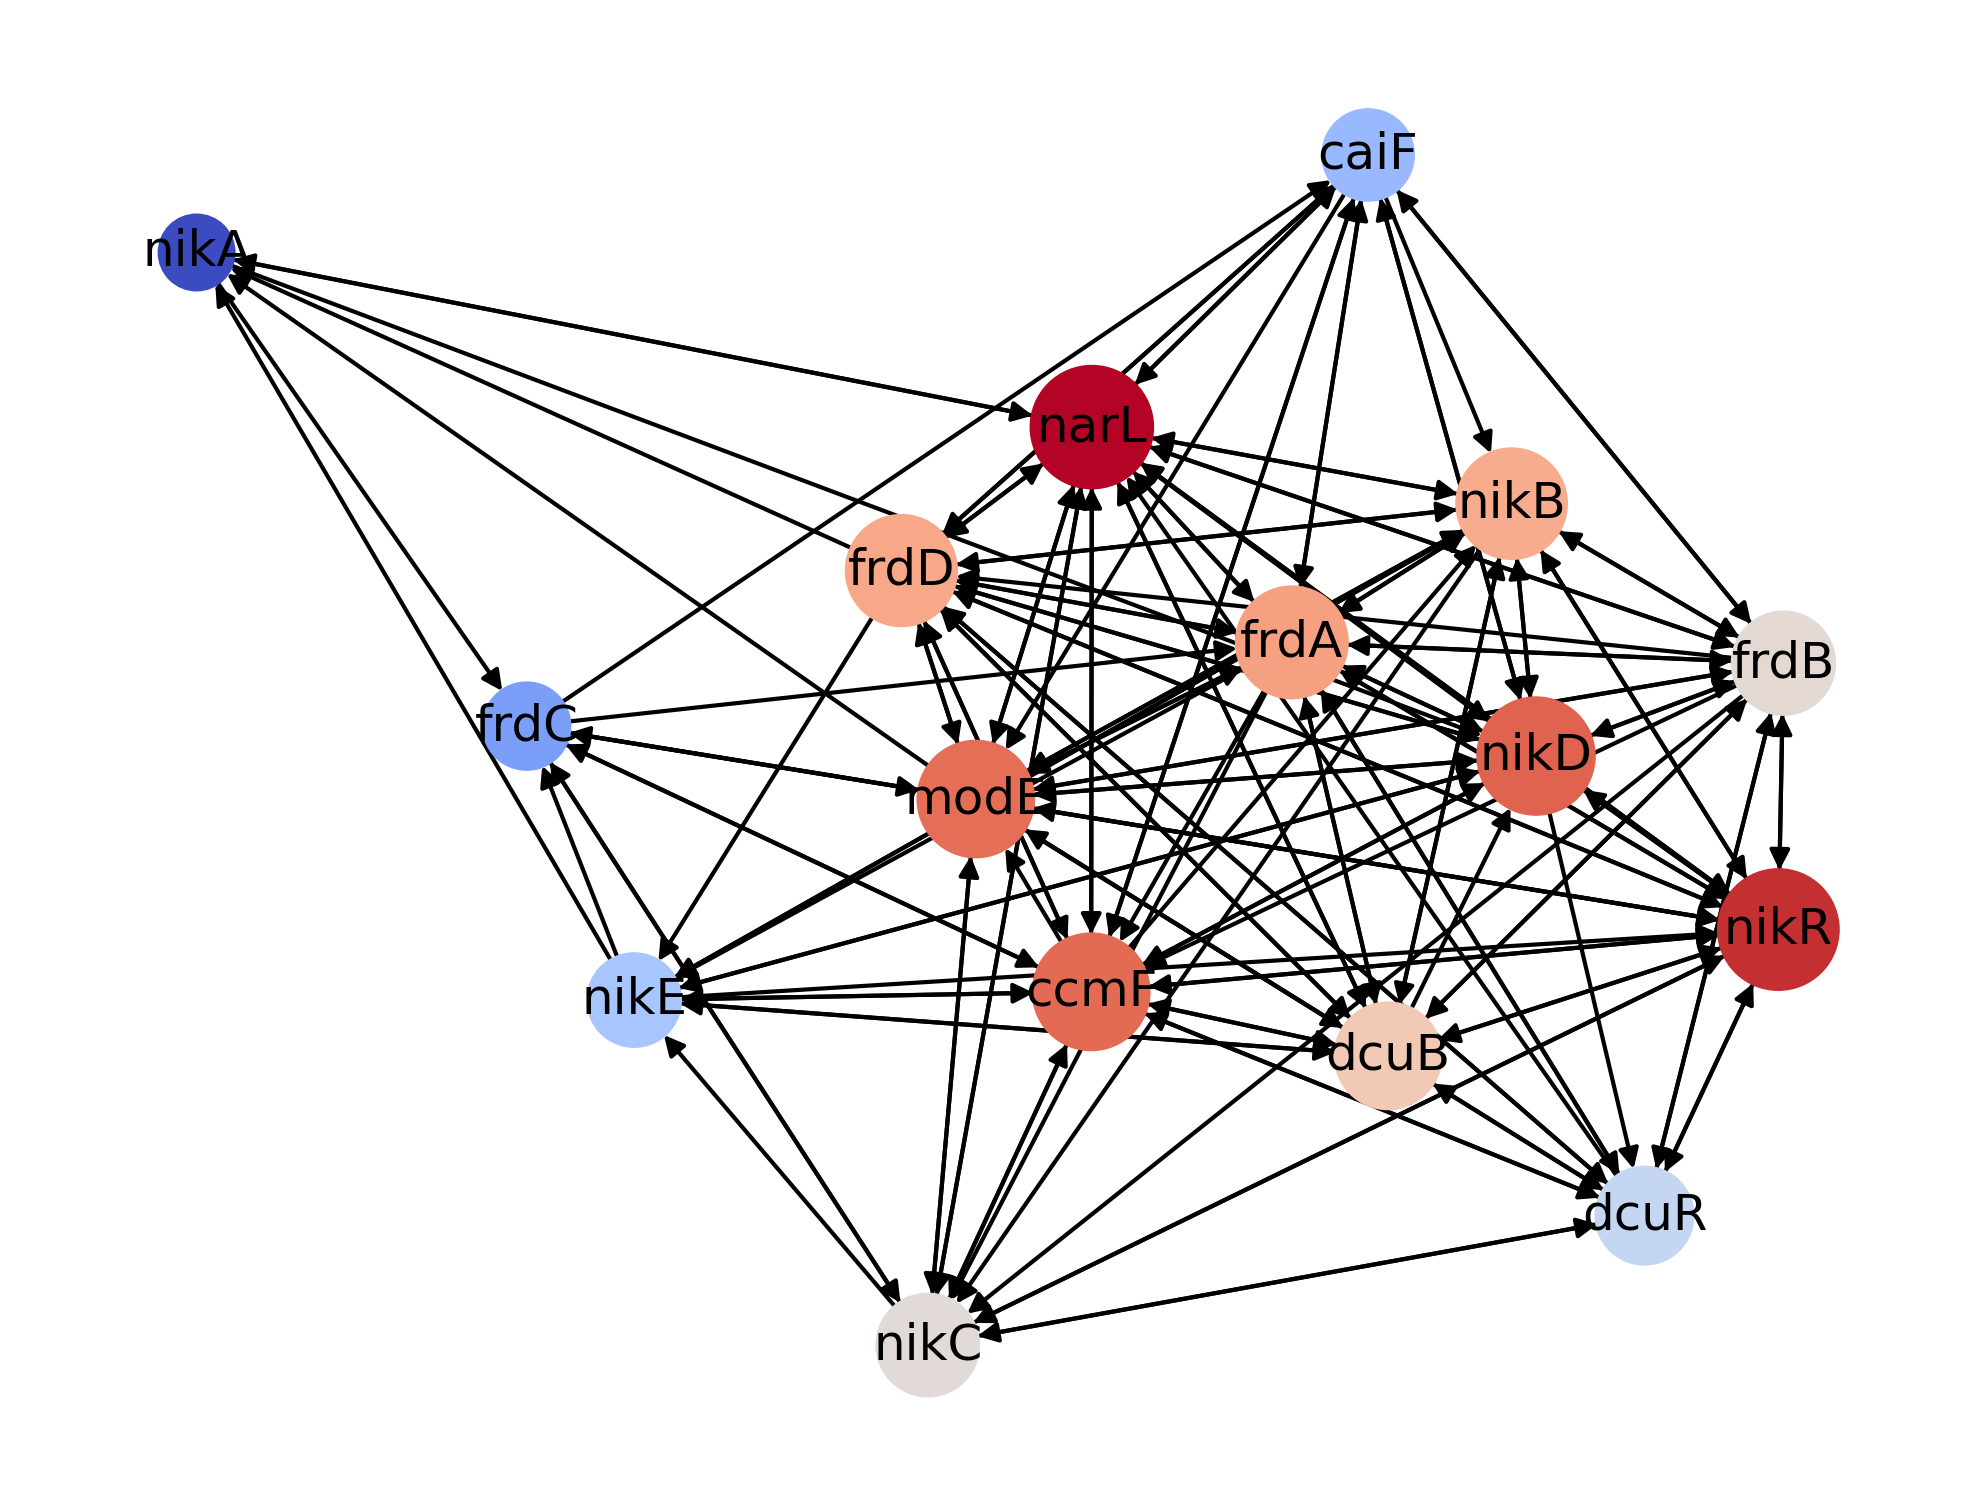 caiF
nikA
narL
nikB
frdD
frdA
frdB
frdC
nikD
modE
nikR
nikE
ccmF
dcuB
dcuR
nikC